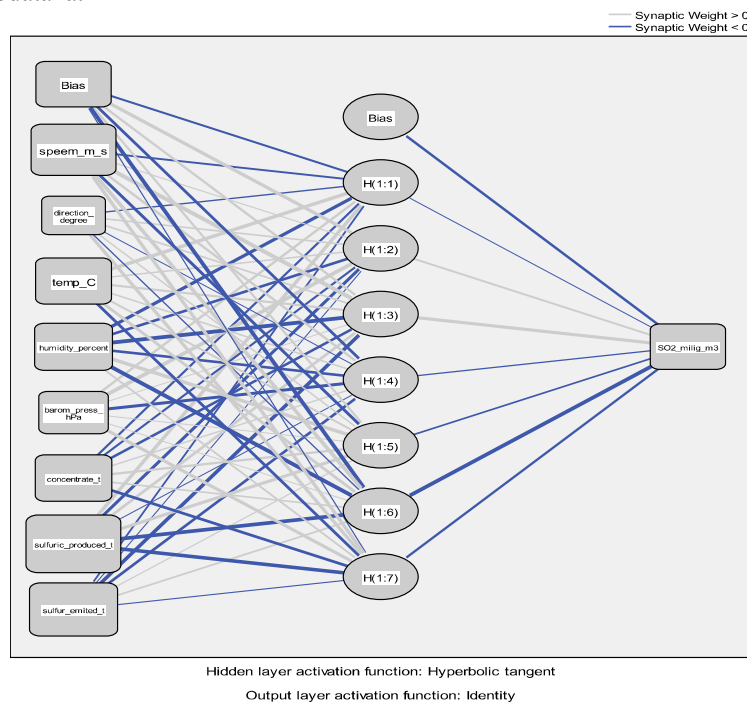 Synaptic Weight > 0
Synaptic Weight < 0
Bias
speem_m_s
direction_
degree
temp_C
humidity_percent
barom_press_
hPa
concentrate_t
sulfuric_produced_t
sulfur_emited_t
Bias
H(1:1)
H(1:2)
H(1:3)
H(1:4)
H(1:5)
H(1:6)
H(1:7)
SO2_milig_m3
Hidden layer activation function: Hyperbolic tangent
Output layer activation function: Identity